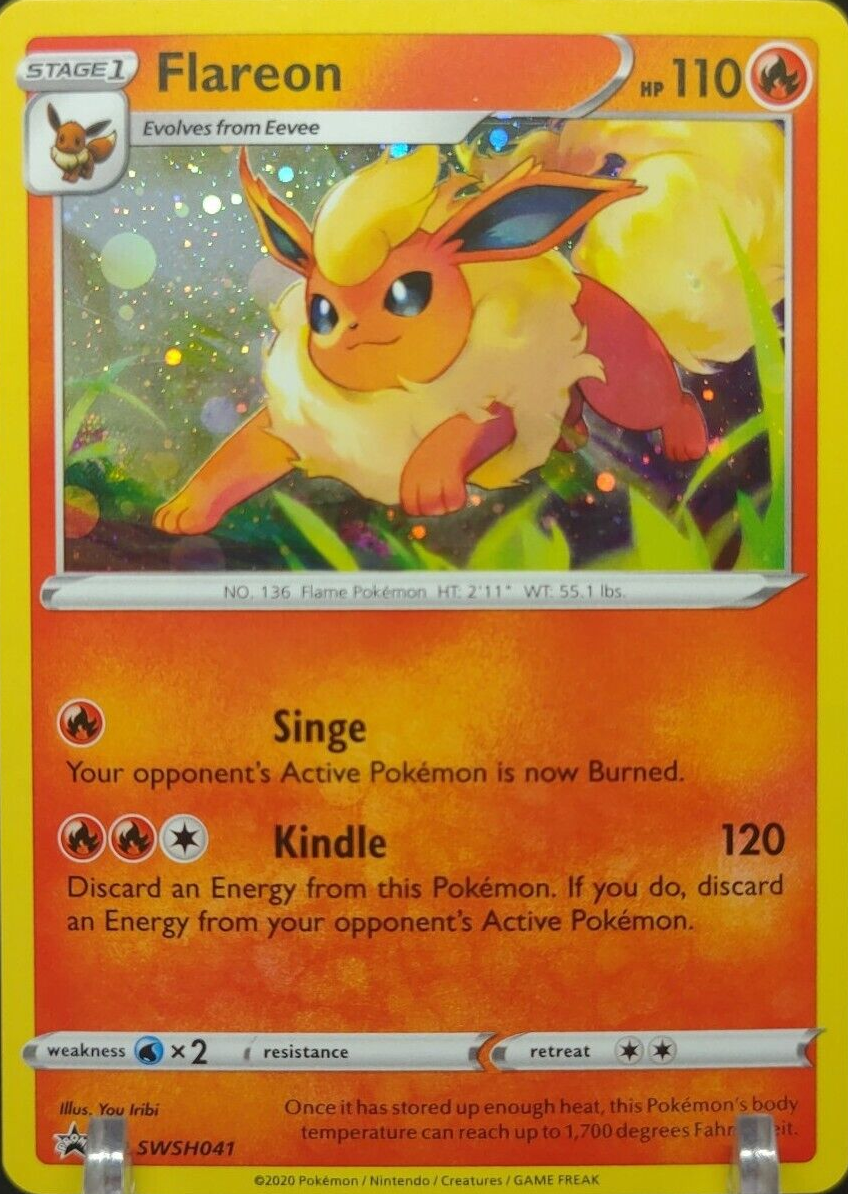 STAGE1
Flareon
HP 110
Evolves from Eevee
NO. 136 Flame Pokémon HT: 2'11" WT: 55.1 lbs.
Singe
Your opponent's Active Pokémon is now Burned.
Kindle 120
Discard an Energy from this Pokémon. If you do, discard
an Energy from your opponent's Active Pokémon.
weakness ×2 resistance retreat
Illus. You Iribi
Once it has stored up enough heat, this Pokémon's body
temperature can reach up to 1,700 degrees
SWSH041
©2020 Pokémon / Nintendo / Creatures / GAME FREAK